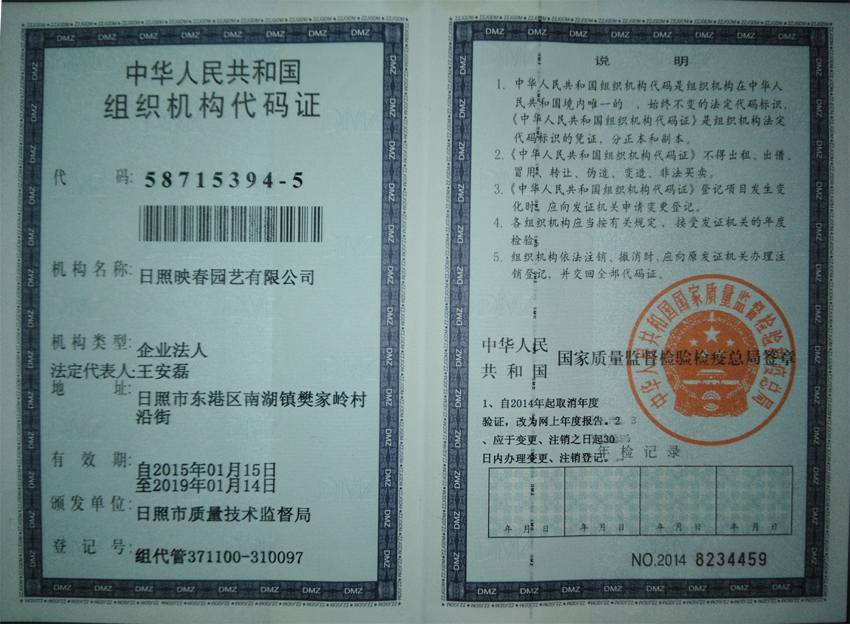 中华人民共和国
组织机构代码证
代 码: 58715394-5
机构名称: 日照映春园艺有限公司
机构类型: 企业法人
法定代表人:王安磊
地 址: 日照市东港区南湖镇樊家岭村
沿街
有 效 期: 自2015年01月15日
至2019年01月14日
颁发单位: 日照市质量技术监督局
登 记 号: 组代管371100-310097
说 明
1. 中华人民共和国组织机构代码是组织机构在中华人
民共和国境内唯一的 、始终不变的法定代码标识,
《中华人民共和国组织机构代码证》是组织机构法定
代码标识的凭证, 分正本和副本。
2.《中华人民共和国组织机构代码证》不得出租、出借、
冒用、转让、伪造、变造、非法买卖。
3.《中华人民共和国组织机构代码证》登记项目发生变
化时, 应向发证机关申请变更登记。
4. 各组织机构应当按有关规定 , 接受发证机关的年度
检验。
5. 组织机构依法注销、撤消时,应向原发证机关办理注
销登记, 并交回全部代码证。
中华人民
共和国 国家质量监督检验检疫总局签章
中华人民共和国国家质量监督检验检疫总局
1、自2014年起取消年度
验证,改为网上年度报告。2
、应于变更、注销之日起30
日内办理变更、注销登记。
年检记录
年 月 日 年 月 日 年 月 日 年 月 日
NO.2014 8234459